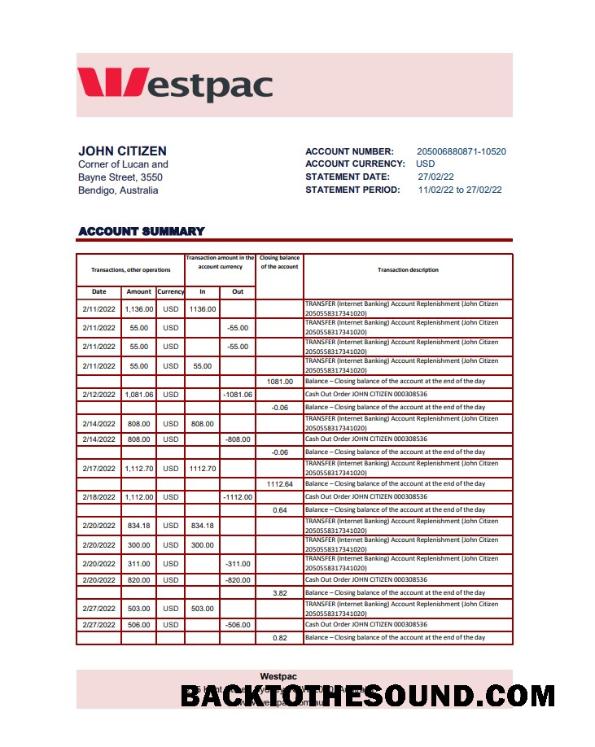 Westpac
JOHN CITIZEN
Corner of Lucan and
Bayne Street, 3550
Bendigo, Australia
ACCOUNT NUMBER: 205006880871-10520
ACCOUNT CURRENCY: USD
STATEMENT DATE: 27/02/22
STATEMENT PERIOD: 11/02/22 to 27/02/22
ACCOUNT SUMMARY
Transactions, other operations
Transaction amount in the
account currency
Closing balance
of the account
Transaction description
Date Amount Currency In Out
2/11/2022 1,136.00 USD 1136.00 TRANSFER (Internet Banking) Account Replenishment (John Citizen
2050558317341020)
2/11/2022 55.00 USD -55.00 TRANSFER (Internet Banking) Account Replenishment (John Citizen
2050558317341020)
2/11/2022 55.00 USD -55.00 TRANSFER (Internet Banking) Account Replenishment (John Citizen
2050558317341020)
2/11/2022 55.00 USD 55.00 TRANSFER (Internet Banking) Account Replenishment (John Citizen
2050558317341020)
1081.00 Balance – Closing balance of the account at the end of the day
2/12/2022 1,081.06 USD -1081.06 Cash Out Order JOHN CITIZEN 000308536
-0.06 Balance – Closing balance of the account at the end of the day
2/14/2022 808.00 USD 808.00 TRANSFER (Internet Banking) Account Replenishment (John Citizen
2050558317341020)
2/14/2022 808.00 USD -808.00 Cash Out Order JOHN CITIZEN 000308536
-0.06 Balance – Closing balance of the account at the end of the day
2/17/2022 1,112.70 USD 1112.70 TRANSFER (Internet Banking) Account Replenishment (John Citizen
2050558317341020)
1112.64 Balance – Closing balance of the account at the end of the day
2/18/2022 1,112.00 USD -1112.00 Cash Out Order JOHN CITIZEN 000308536
0.64 Balance – Closing balance of the account at the end of the day
2/20/2022 834.18 USD 834.18 TRANSFER (Internet Banking) Account Replenishment (John Citizen
2050558317341020)
2/20/2022 300.00 USD 300.00 TRANSFER (Internet Banking) Account Replenishment (John Citizen
2050558317341020)
2/20/2022 311.00 USD -311.00 TRANSFER (Internet Banking) Account Replenishment (John Citizen
2050558317341020)
2/20/2022 820.00 USD -820.00 Cash Out Order JOHN CITIZEN 000308536
3.82 Balance – Closing balance of the account at the end of the day
2/27/2022 503.00 USD 503.00 TRANSFER (Internet Banking) Account Replenishment (John Citizen
2050558317341020)
2/27/2022 506.00 USD -506.00 Cash Out Order JOHN CITIZEN 000308536
0.82 Balance – Closing balance of the account at the end of the day
Westpac
BACKTOTHESOUND.COM